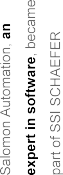 Salomon Automation, an
expert in software, became
part of SSI SCHAEFER